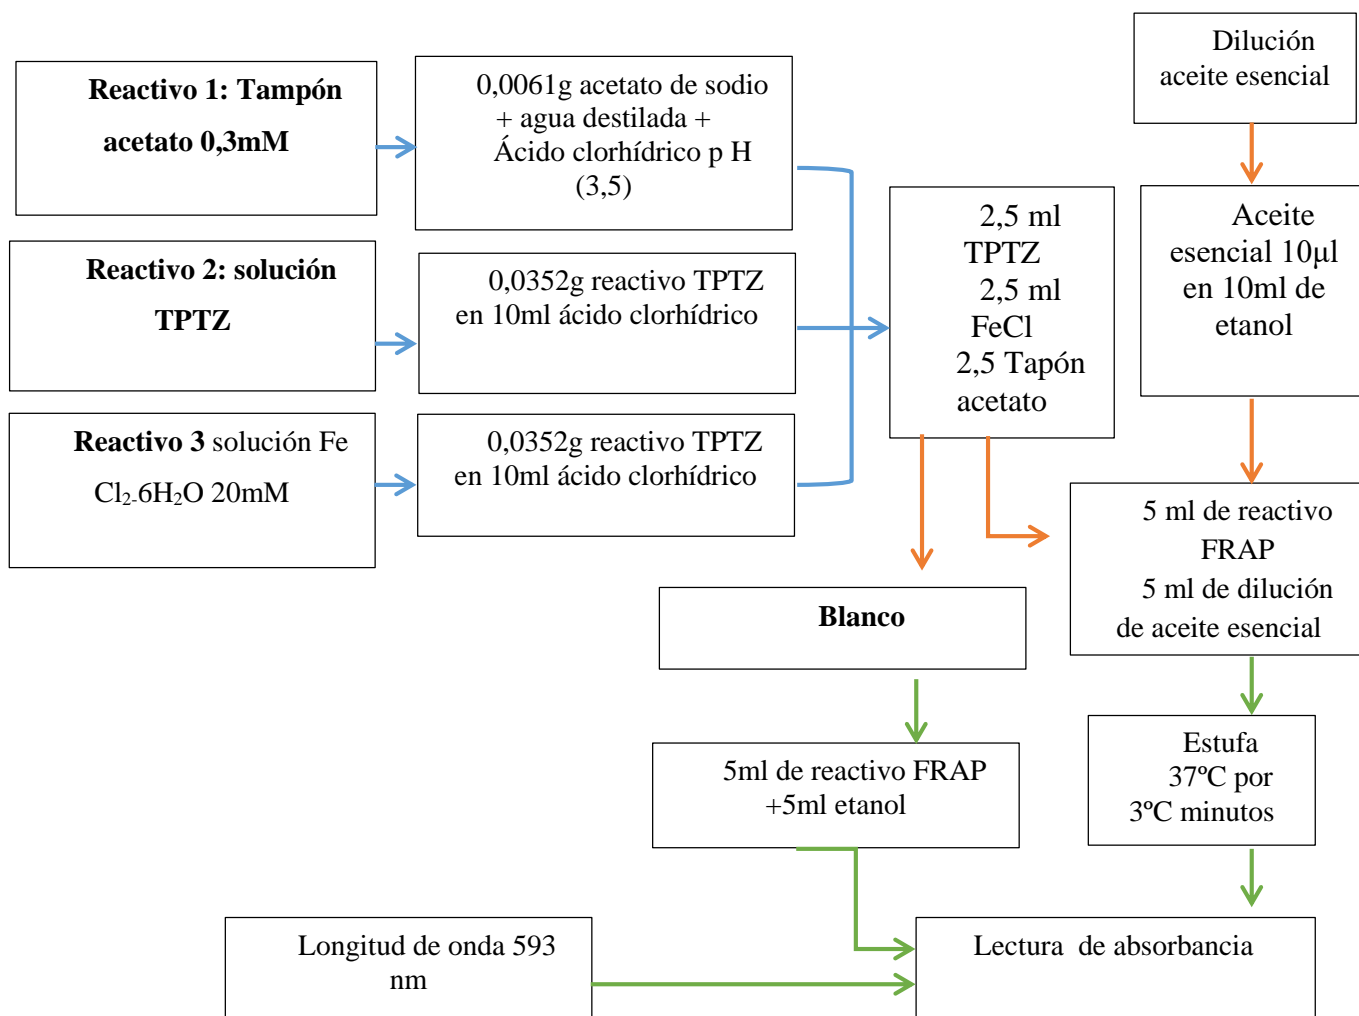 Reactivo 1: Tampón
acetato 0,3mM
0,0061g acetato de sodio
+ agua destilada +
Ácido clorhídrico p H
(3,5)
Dilución
aceite esencial
Reactivo 2: solución
TPTZ
0,0352g reactivo TPTZ
en 10ml ácido clorhídrico
2,5 ml
TPTZ
2,5 ml
FeCl
2,5 Tapón
acetato
Aceite
esencial 10µl
en 10ml de
etanol
Reactivo 3 solución Fe
Cl₂.6H₂O 20mM
0,0352g reactivo TPTZ
en 10ml ácido clorhídrico
5 ml de reactivo
FRAP
5 ml de dilución
de aceite esencial
Blanco
5ml de reactivo FRAP
+5ml etanol
Estufa
37ºC por
3ºC minutos
Longitud de onda 593
nm
Lectura de absorbancia